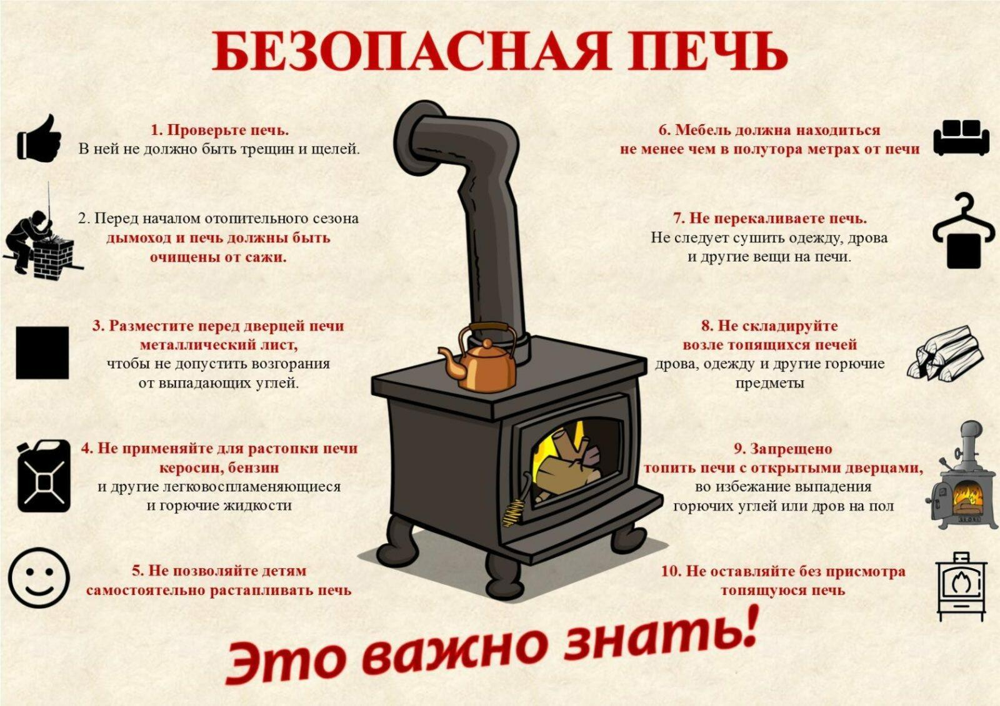 БЕЗОПАСНАЯ ПЕЧЬ
1. Проверьте печь.
В ней не должно быть трещин и щелей.
2. Перед началом отопительного сезона
дымоход и печь должны быть
очищены от сажи.
3. Разместите перед дверцей печи
металлический лист,
чтобы не допустить возгорания
от выпадающих углей.
4. Не применяйте для растопки печи
керосин, бензин
и другие легковоспламеняющиеся
и горючие жидкости
5. Не позволяйте детям
самостоятельно растапливать печь
6. Мебель должна находиться
не менее чем в полутора метрах от печи
7. Не перекаливаете печь.
Не следует сушить одежду, дрова
и другие вещи на печи.
8. Не складируйте
возле топящихся печей
дрова, одежду и другие горючие
предметы
9. Запрещено
топить печи с открытыми дверцами,
во избежание выпадения
горючих углей или дров на пол
10. Не оставляйте без присмотра
топящуюся печь
Это важно знать!